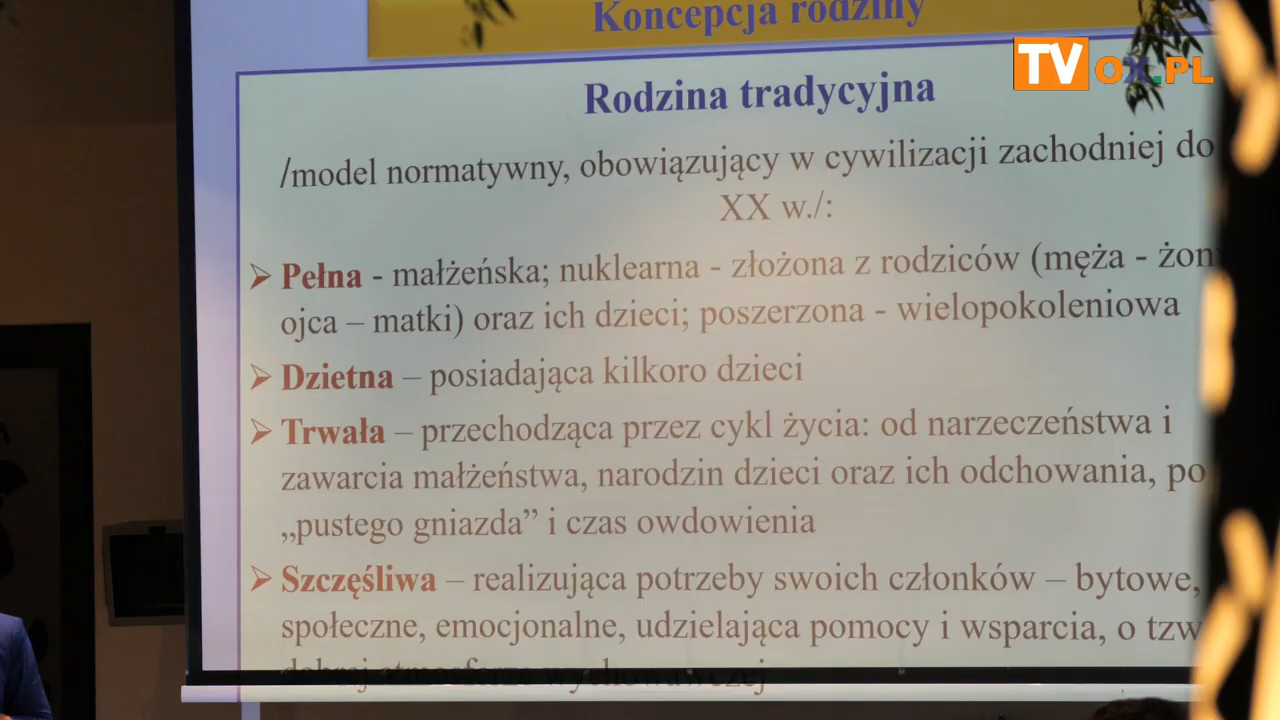 Koncepcja rodziny
TVOX.PL
Rodzina tradycyjna
/model normatywny, obowiązujący w cywilizacji zachodniej do
XX w./:
Pełna - małżeńska; nuklearna - złożona z rodziców (męża - żon
ojca – matki) oraz ich dzieci; poszerzona - wielopokoleniowa
Dzietna – posiadająca kilkoro dzieci
Trwała – przechodząca przez cykl życia: od narzeczeństwa i
zawarcia małżeństwa, narodzin dzieci oraz ich odchowania, po
„pustego gniazda” i czas owdowienia
Szczęśliwa – realizująca potrzeby swoich członków – bytowe,
społeczne, emocjonalne, udzielająca pomocy i wsparcia, o tzw
dobrej atmosferze wychowawczej